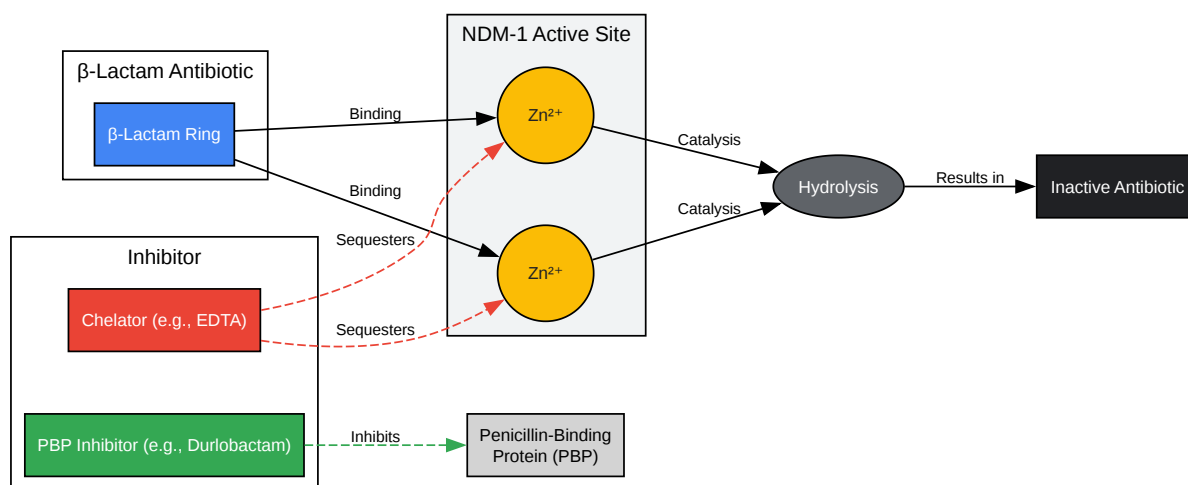 NDM-1 Active Site
β-Lactam Antibiotic
β-Lactam Ring
Binding
Zn²⁺
Catalysis
Hydrolysis
Results in
Inactive Antibiotic
Binding
Catalysis
Sequesters
Inhibitor
Zn²⁺
Chelator (e.g., EDTA)
Sequesters
PBP Inhibitor (e.g., Durlobactam)
Inhibits
Penicillin-Binding
Protein (PBP)